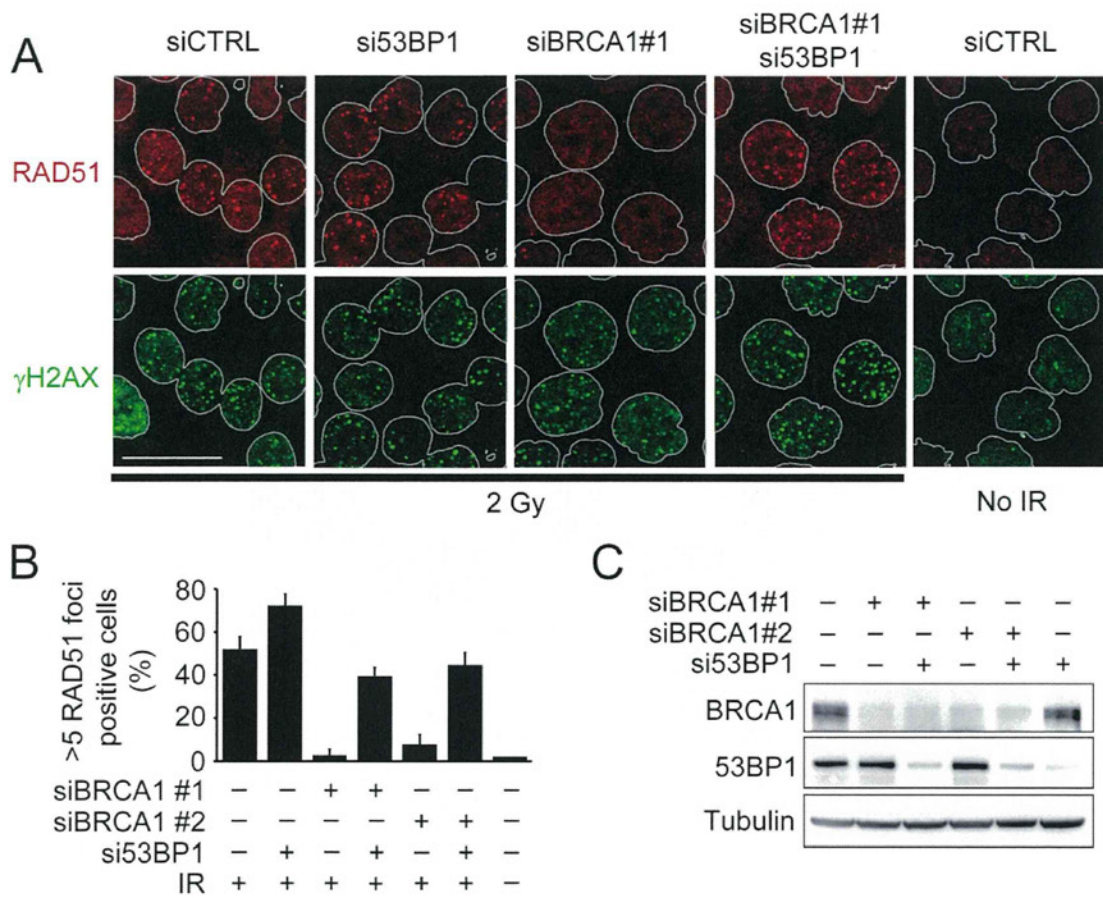 A
siCTRL
si53BP1
siBRCA1#1
siBRCA1#1
si53BP1
siCTRL
RAD51
γH2AX
2 Gy
No IR
B
>5 RAD51 foci
positive cells
(%)
80
60
40
20
0
siBRCA1 #1 − − + + − − −
siBRCA1 #2 − − − − + + −
si53BP1 − + − + − + −
IR + + + + + + −
C
siBRCA1#1 − + + − − −
siBRCA1#2 − − − + + −
si53BP1 − − + − + +
BRCA1
53BP1
Tubulin